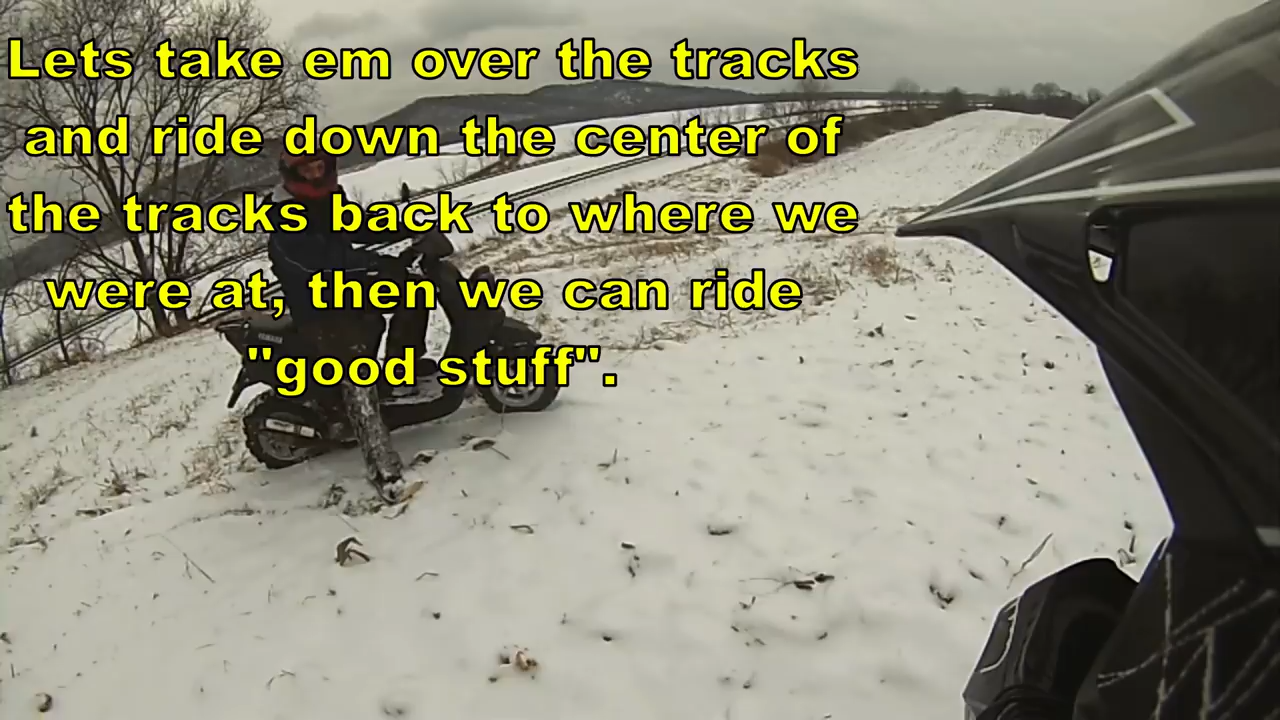 Lets take em over the tracks
and ride down the center of
the tracks back to where we
were at, then we can ride
"good stuff".